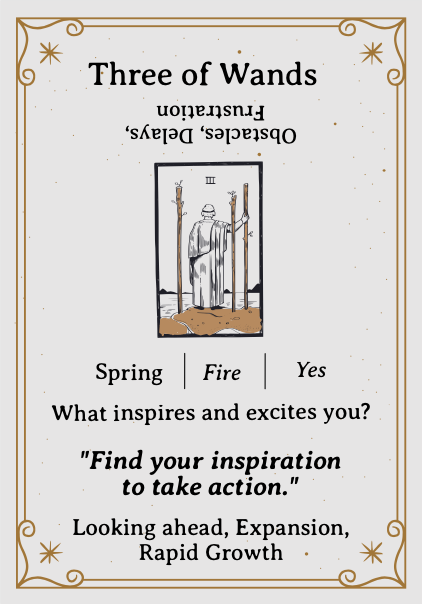 Three of Wands
Obstacles, Delays,
Frustration
III
Spring | Fire | Yes
What inspires and excites you?
"Find your inspiration
to take action."
Looking ahead, Expansion,
Rapid Growth